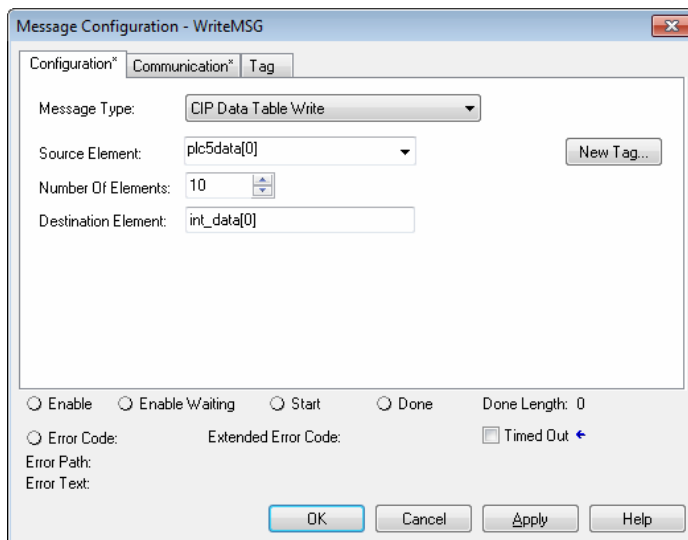 Message Configuration - WriteMSG
Configuration* Communication* Tag
Message Type: CIP Data Table Write
Source Element: plc5data[0] New Tag...
Number Of Elements: 10
Destination Element: int_data[0]
Enable Enable Waiting Start Done Done Length: 0
Error Code: Extended Error Code: Timed Out
Error Path:
Error Text:
OK Cancel Apply Help